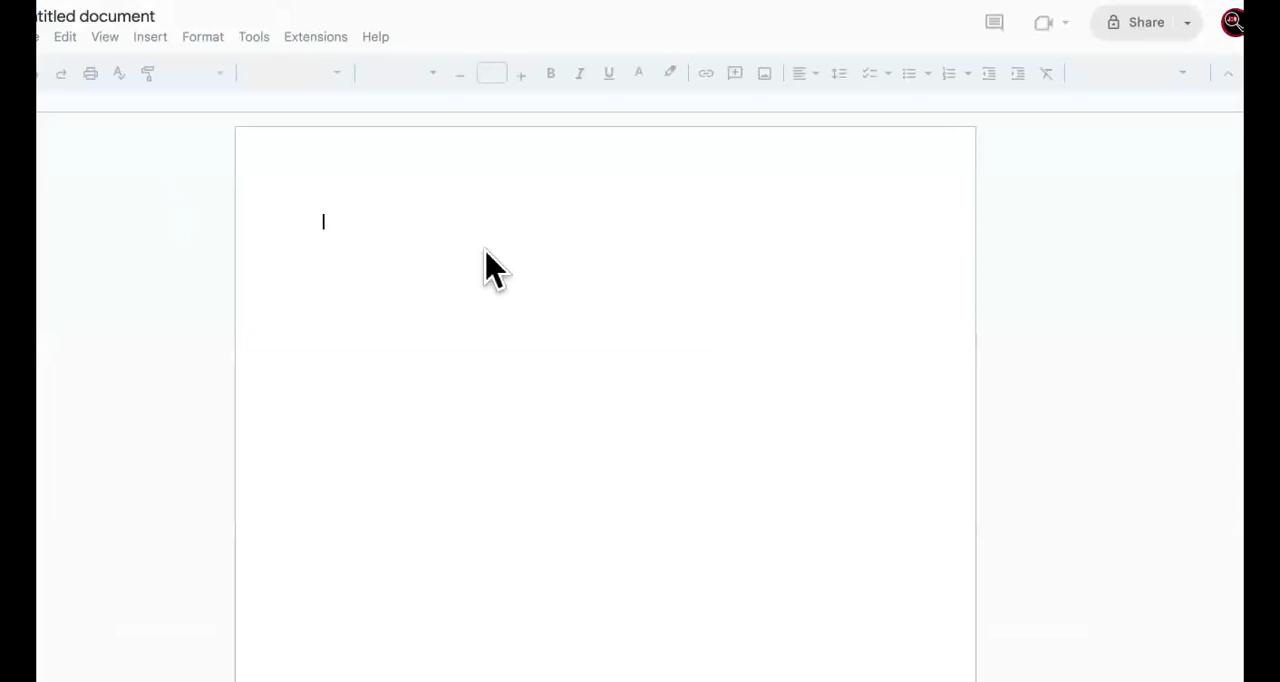 titled document
Edit View Insert Format Tools Extensions Help
Share